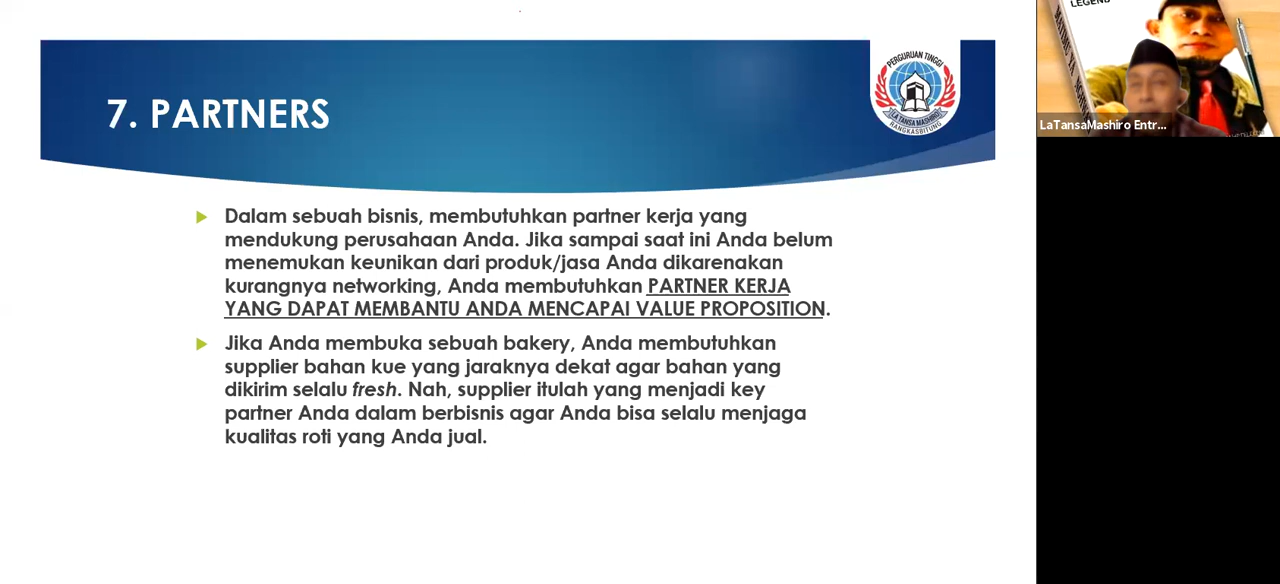 7. PARTNERS
PERGURUAN TINGGI
LA TANSA MASHIRO
RANGKASBITUNG
Dalam sebuah bisnis, membutuhkan partner kerja yang
mendukung perusahaan Anda. Jika sampai saat ini Anda belum
menemukan keunikan dari produk/jasa Anda dikarenakan
kurangnya networking, Anda membutuhkan PARTNER KERJA
YANG DAPAT MEMBANTU ANDA MENCAPAI VALUE PROPOSITION.
Jika Anda membuka sebuah bakery, Anda membutuhkan
supplier bahan kue yang jaraknya dekat agar bahan yang
dikirim selalu fresh. Nah, supplier itulah yang menjadi key
partner Anda dalam berbisnis agar Anda bisa selalu menjaga
kualitas roti yang Anda jual.
LEGEND
LaTansaMashiro Entr...